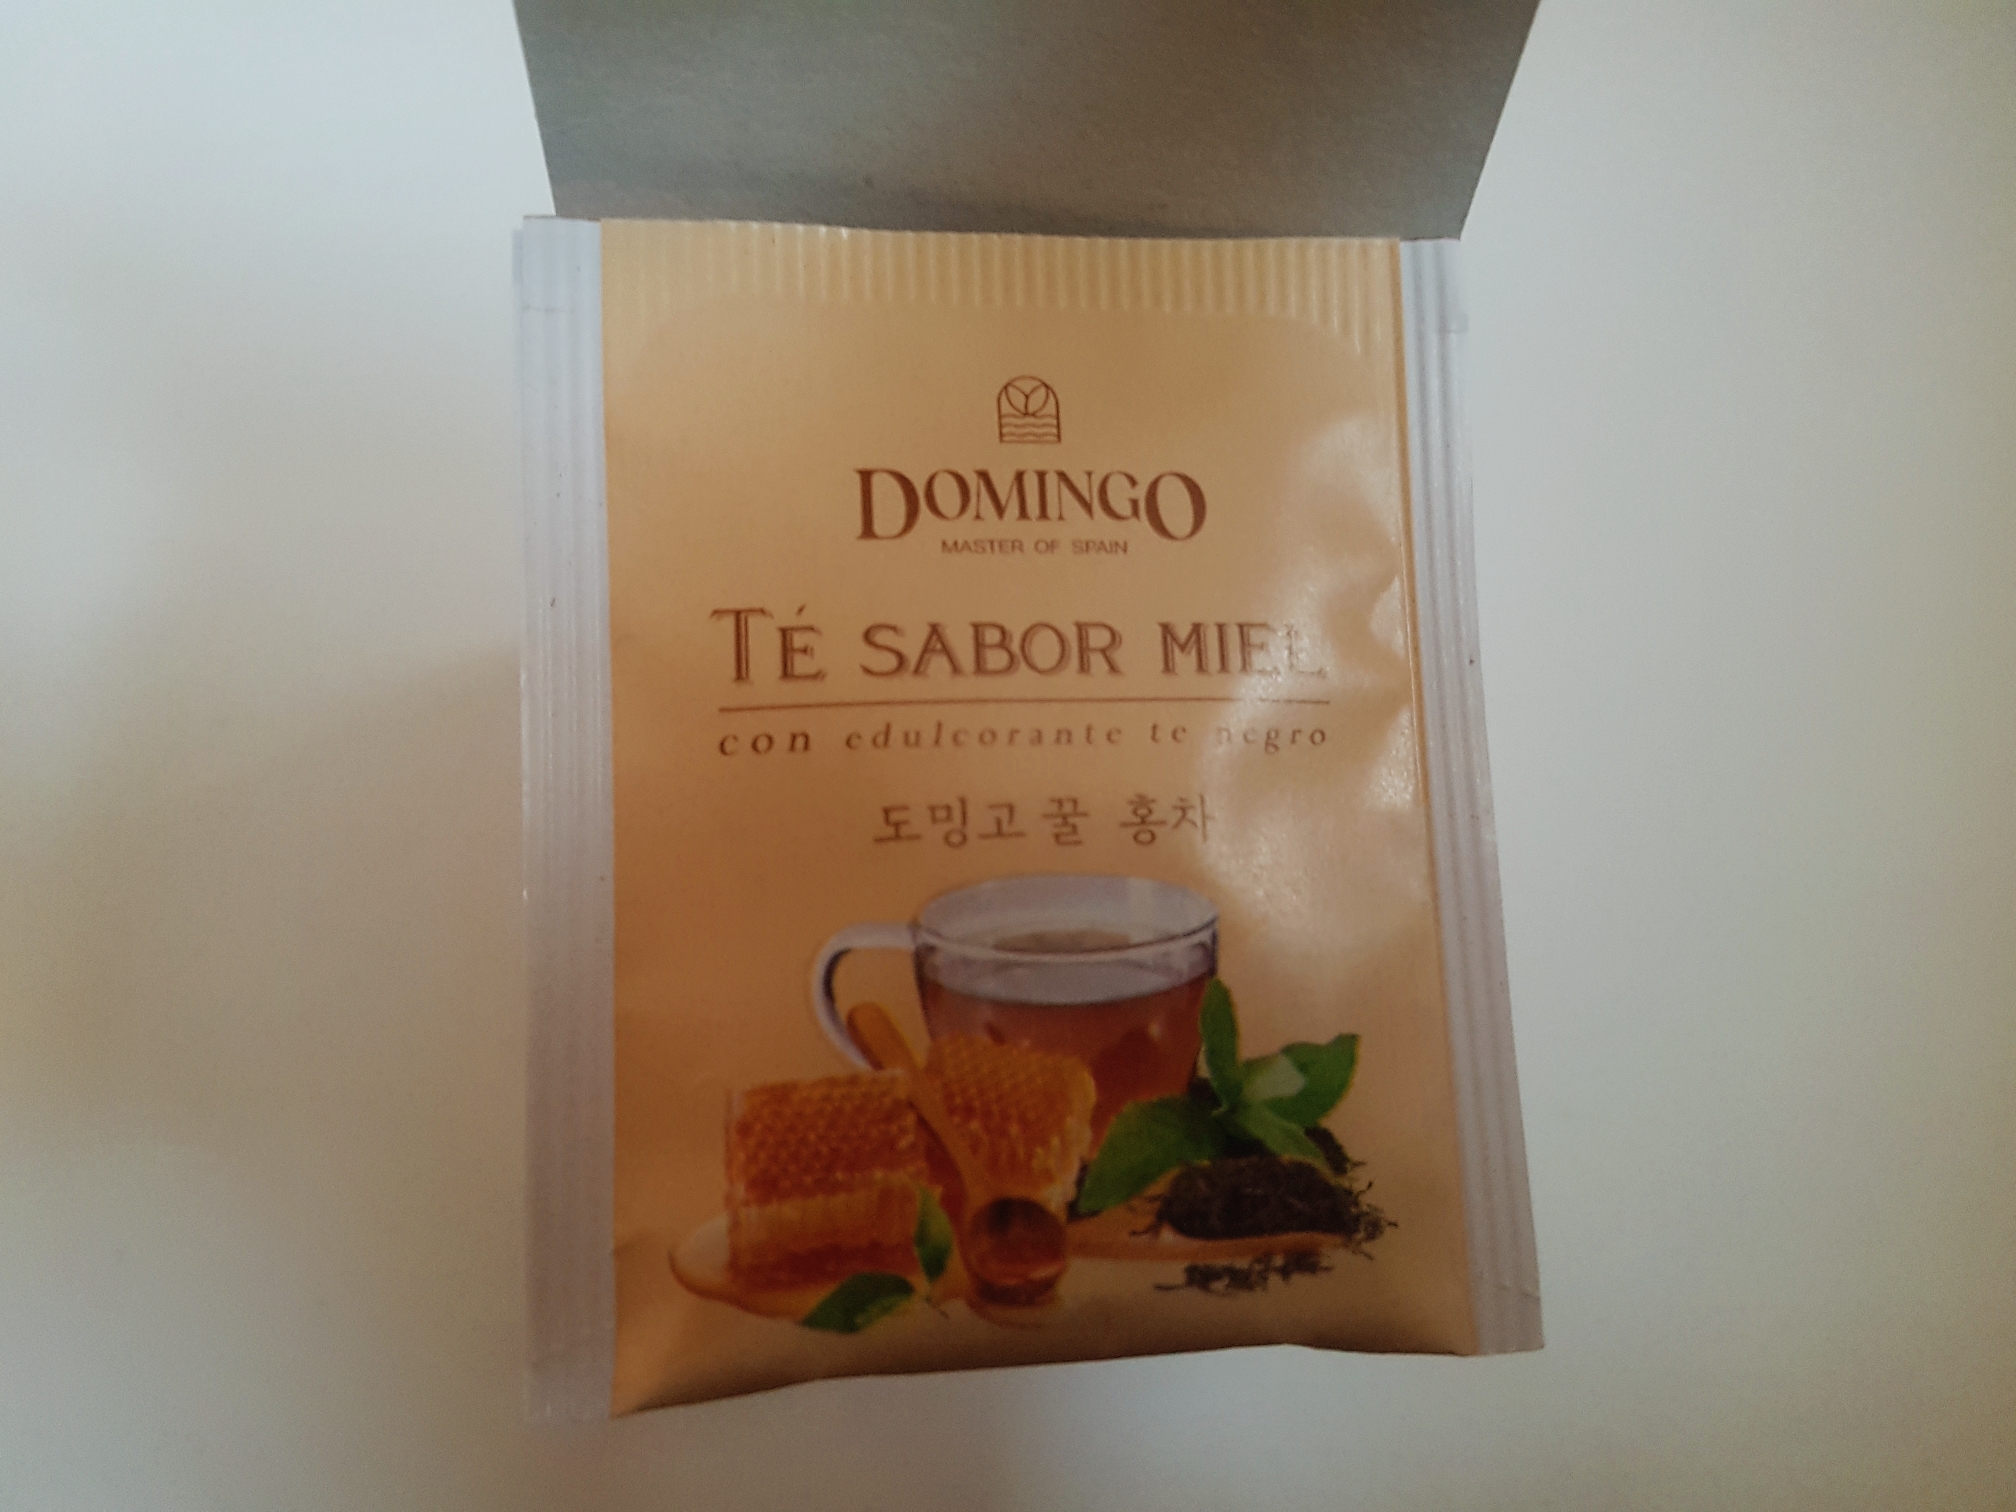 DOMINGO
MASTER OF SPAIN
TÉ SABOR MIEL
con edulcorante te negro
도밍고 꿀 홍차